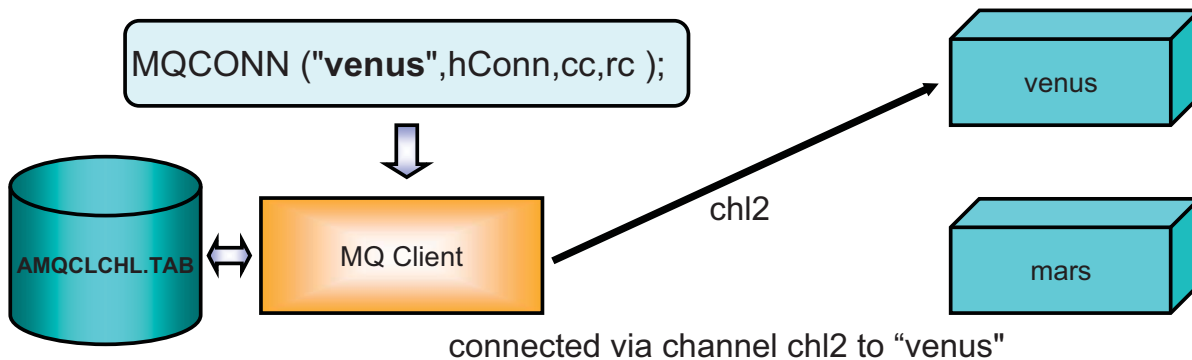 MQCONN ("venus",hConn,cc,rc );
venus
chl2
AMQCLCHL.TAB
MQ Client
mars
connected via channel chl2 to “venus"